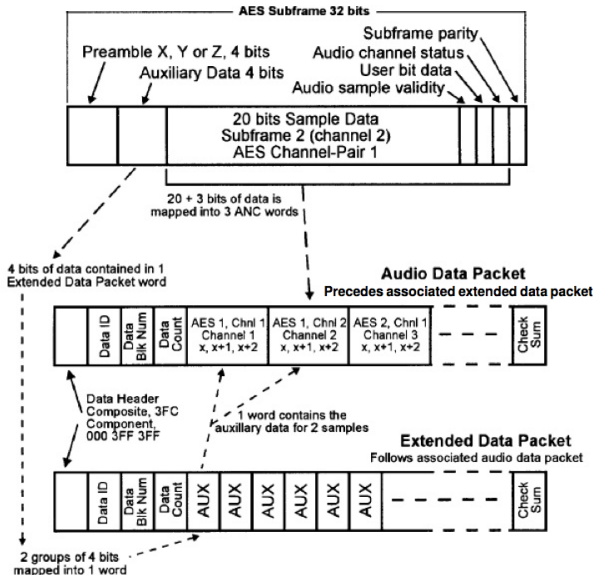 AES Subframe 32 bits
Subframe parity
Preamble X, Y or Z, 4 bits
Audio channel status
Auxiliary Data 4 bits
User bit data
Audio sample validity
20 bits Sample Data
Subframe 2 (channel 2)
AES Channel-Pair 1
20 + 3 bits of data is
mapped into 3 ANC words
4 bits of data contained in 1
Extended Data Packet word
Audio Data Packet
Precedes associated extended data packet
Data ID
Data
Blk Num
Data
Count
AES 1, Chnl 1
Channel 1
x, x+1, x+2
AES 1, Chnl 2
Channel 2
x, x+1, x+2
AES 2, Chnl 1
Channel 3
x, x+1, x+2
Check
Sum
Data Header
Composite, 3FC
Component,
000 3FF 3FF
1 word contains the
auxiliary data for 2 samples
Extended Data Packet
Follows associated audio data packet
Data ID
Data
Blk Num
Data
Count
AUX
AUX
AUX
AUX
AUX
AUX
Check
Sum
2 groups of 4 bits
mapped into 1 word